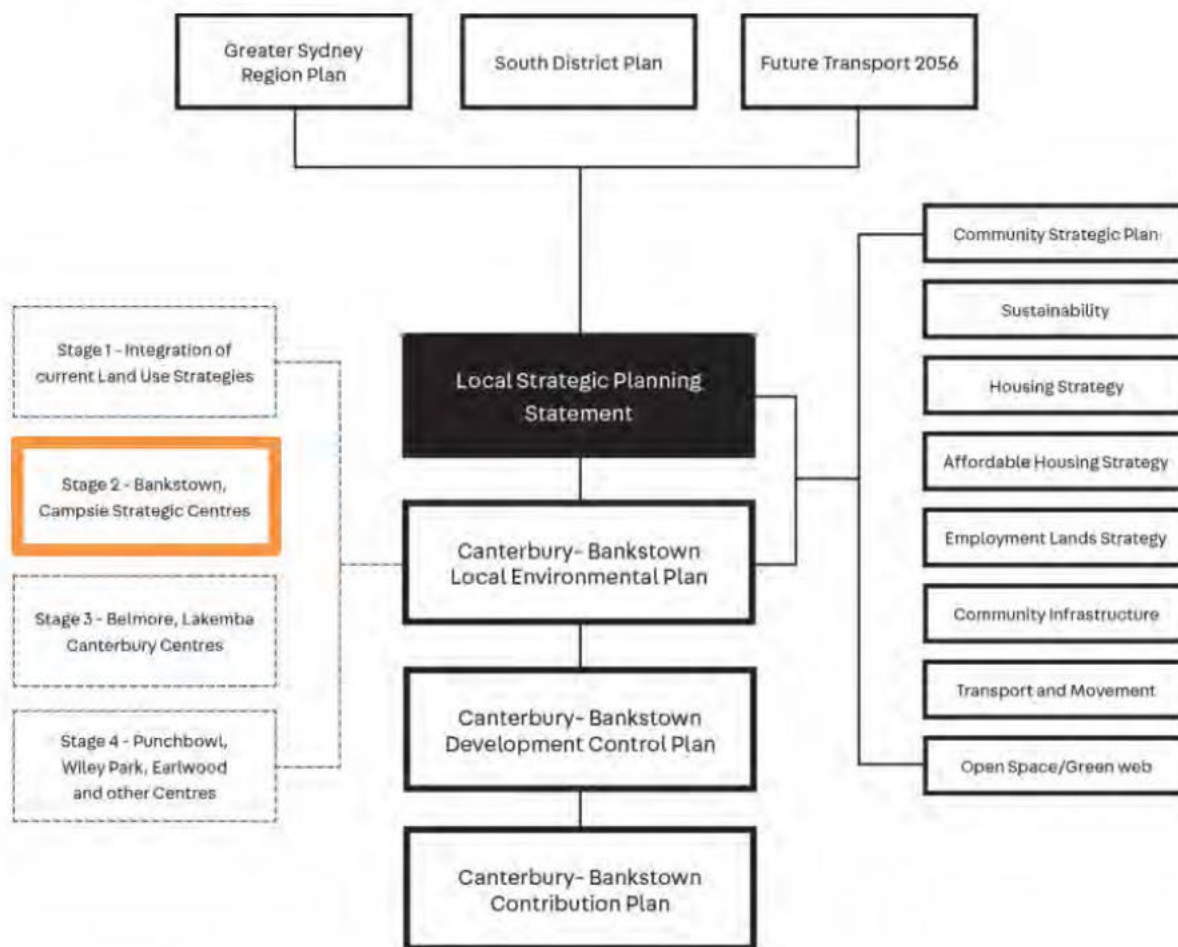 Greater Sydney
Region Plan
South District Plan
Future Transport 2056
Community Strategic Plan
Sustainability
Housing Strategy
Affordable Housing Strategy
Employment Lands Strategy
Community Infrastructure
Transport and Movement
Open Space/Green web
Stage 1 - Integration of
current Land Use Strategies
Stage 2 - Bankstown,
Campsie Strategic Centres
Stage 3 - Belmore, Lakemba
Canterbury Centres
Stage 4 - Punchbowl,
Wiley Park, Earlwood
and other Centres
Local Strategic Planning
Statement
Canterbury- Bankstown
Local Environmental Plan
Canterbury- Bankstown
Development Control Plan
Canterbury- Bankstown
Contribution Plan